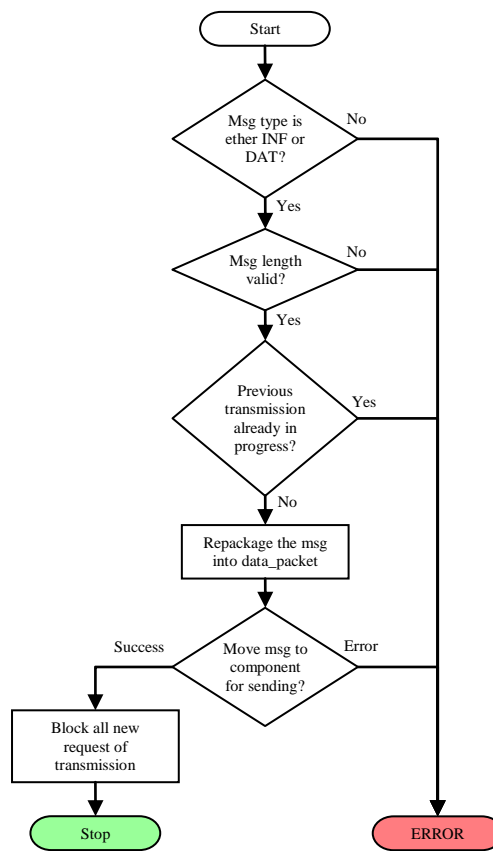 Start
Msg type is
ether INF or
DAT?
No
Yes
Msg length
valid?
No
Yes
Previous
transmission
already in
progress?
Yes
No
Repackage the msg
into data_packet
Success
Move msg to
component
for sending?
Error
Block all new
request of
transmission
Stop
ERROR